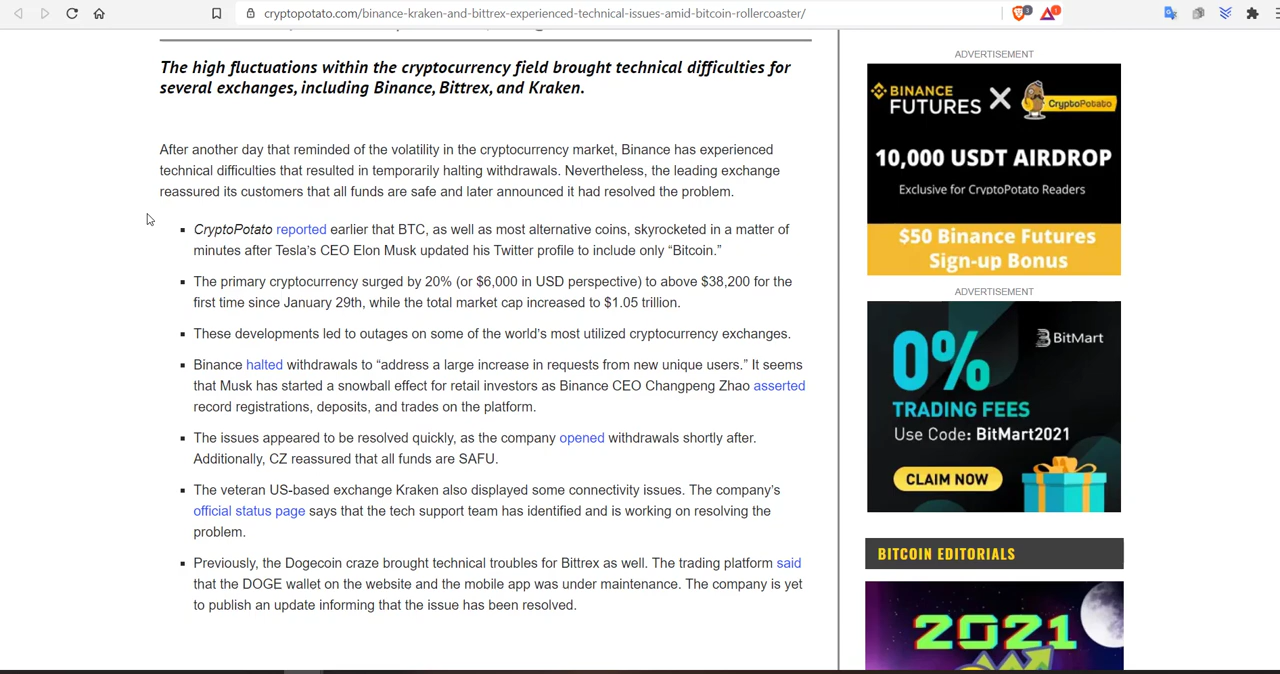 cryptopotato.com/binance-kraken-and-bittrex-experienced-technical-issues-amid-bitcoin-rollercoaster/
3
1
The high fluctuations within the cryptocurrency field brought technical difficulties for
several exchanges, including Binance, Bittrex, and Kraken.
After another day that reminded of the volatility in the cryptocurrency market, Binance has experienced
technical difficulties that resulted in temporarily halting withdrawals. Nevertheless, the leading exchange
reassured its customers that all funds are safe and later announced it had resolved the problem.
CryptoPotato reported earlier that BTC, as well as most alternative coins, skyrocketed in a matter of
minutes after Tesla's CEO Elon Musk updated his Twitter profile to include only “Bitcoin.”
The primary cryptocurrency surged by 20% (or $6,000 in USD perspective) to above $38,200 for the
first time since January 29th, while the total market cap increased to $1.05 trillion.
These developments led to outages on some of the world's most utilized cryptocurrency exchanges.
Binance halted withdrawals to “address a large increase in requests from new unique users.” It seems
that Musk has started a snowball effect for retail investors as Binance CEO Changpeng Zhao asserted
record registrations, deposits, and trades on the platform.
The issues appeared to be resolved quickly, as the company opened withdrawals shortly after.
Additionally, CZ reassured that all funds are SAFU.
The veteran US-based exchange Kraken also displayed some connectivity issues. The company's
official status page says that the tech support team has identified and is working on resolving the
problem.
Previously, the Dogecoin craze brought technical troubles for Bittrex as well. The trading platform said
that the DOGE wallet on the website and the mobile app was under maintenance. The company is yet
to publish an update informing that the issue has been resolved.
ADVERTISEMENT
BINANCE
FUTURES
CryptoPotato
10,000 USDT AIRDROP
Exclusive for CryptoPotato Readers
$50 Binance Futures
Sign-up Bonus
ADVERTISEMENT
BitMart
0%
TRADING FEES
Use Code: BitMart2021
CLAIM NOW
BITCOIN EDITORIALS
2021